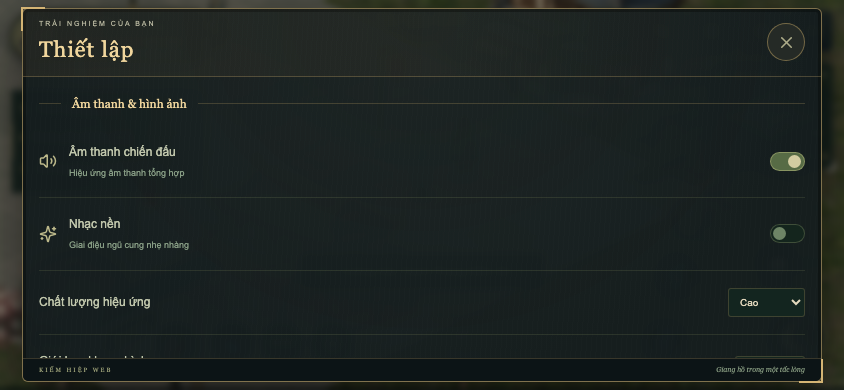 TRẢI NGHIỆM CỦA BẠN
Thiết lập
Âm thanh & hình ảnh
Âm thanh chiến đấu
Hiệu ứng âm thanh tổng hợp
Nhạc nền
Giai điệu ngũ cung nhẹ nhàng
Chất lượng hiệu ứng
Cao
KIẾM HIỆP WEB
Giang hồ trong một tấc lòng